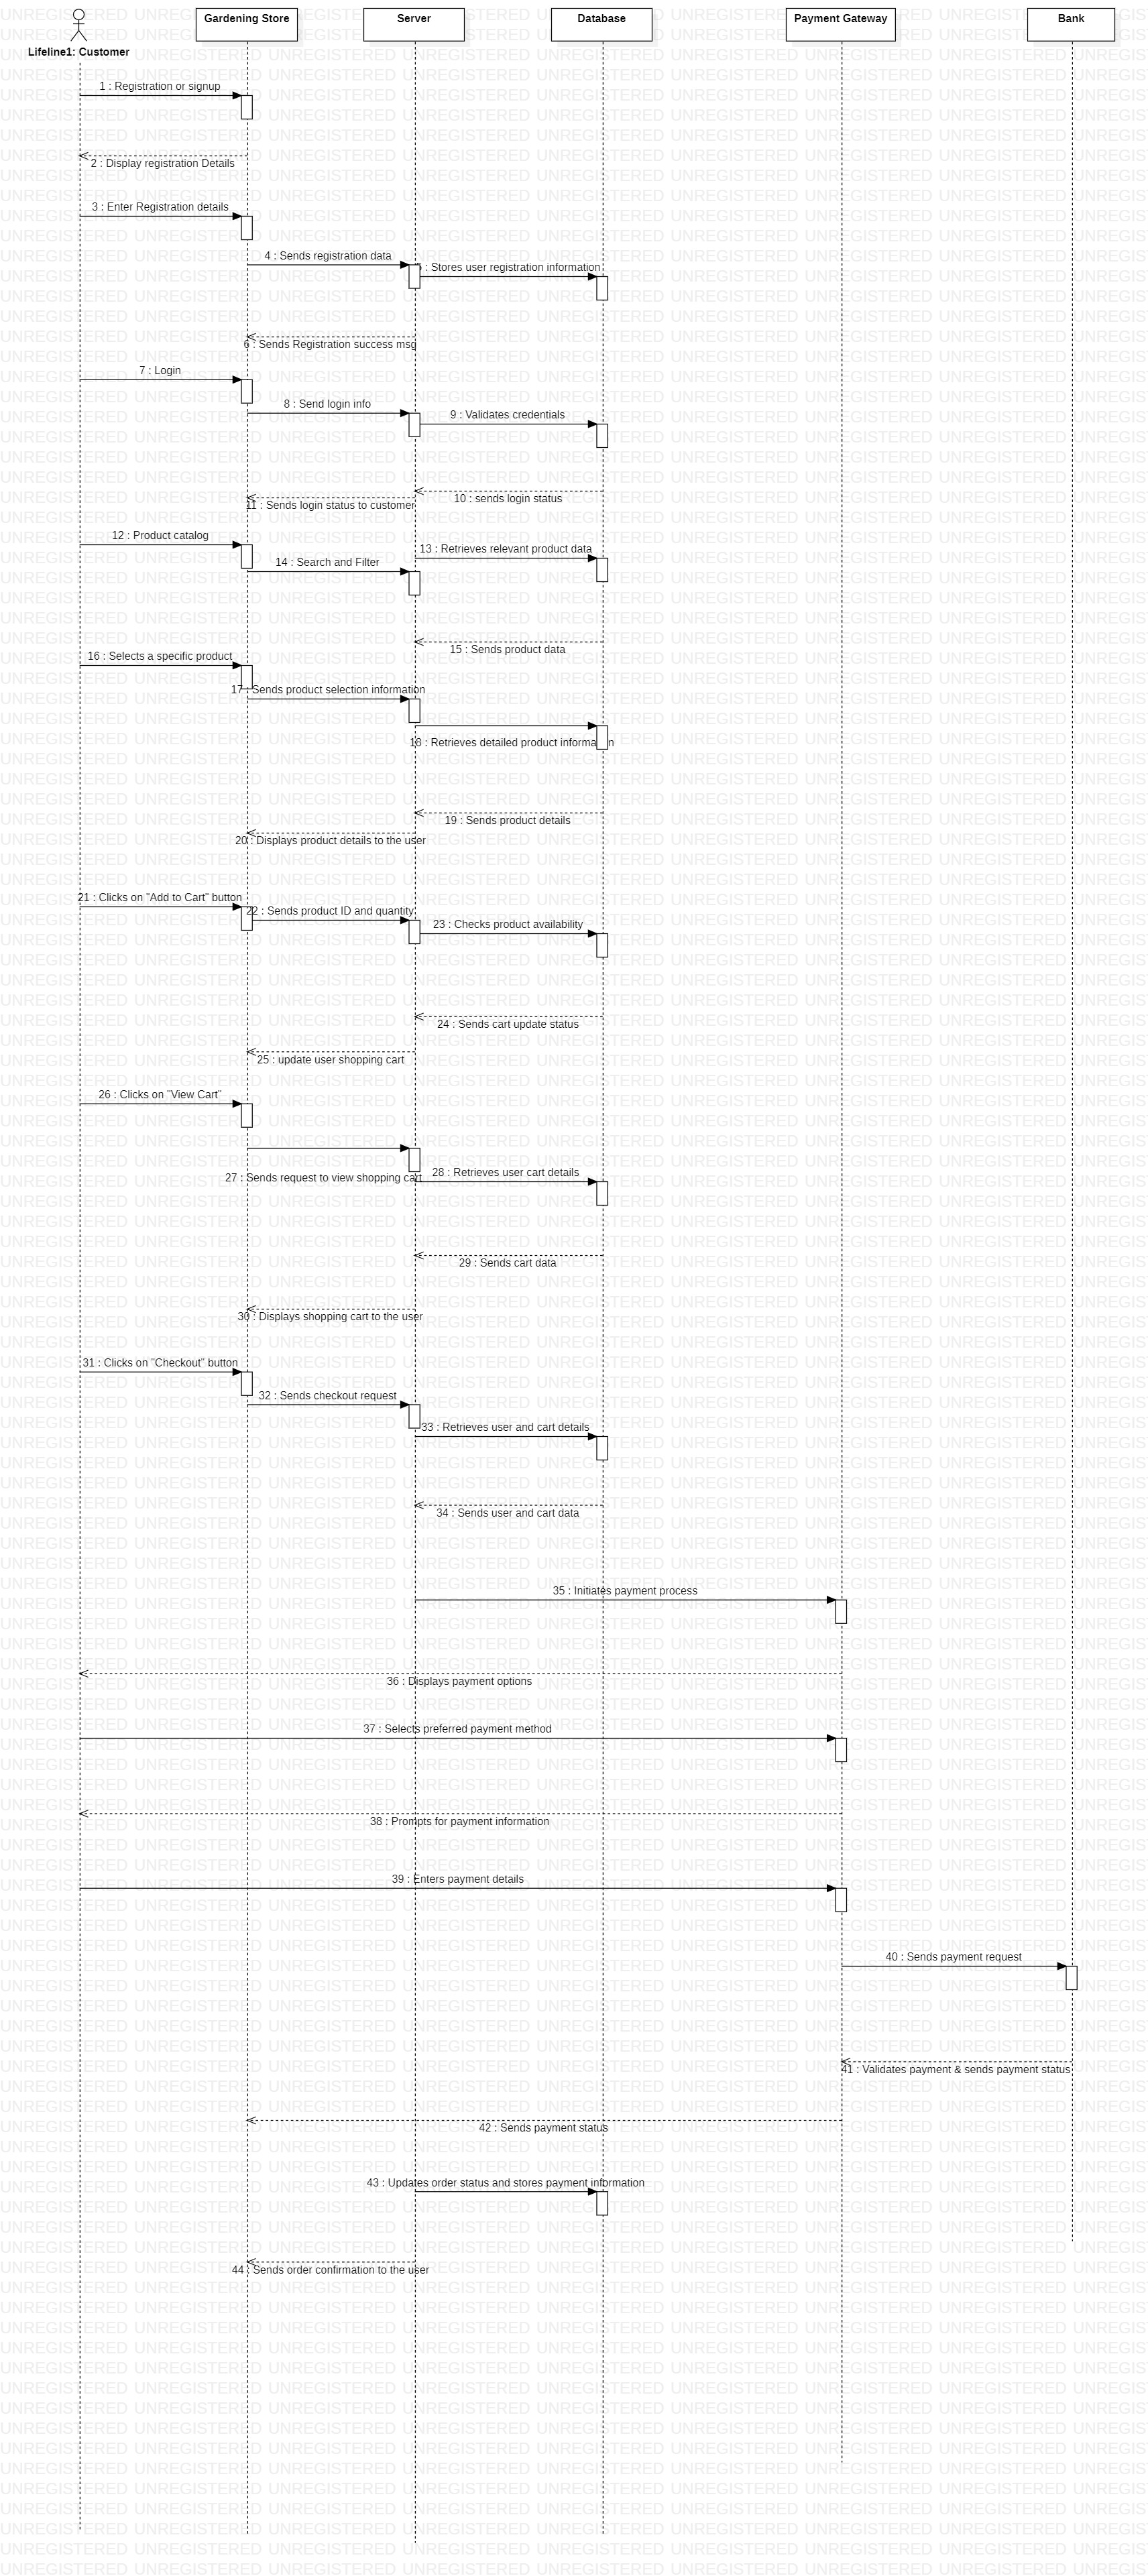 Gardening Store
Server
Database
Payment Gateway
Bank
Lifeline1: Customer
1 : Registration or signup
2 : Display registration Details
3 : Enter Registration details
4 : Sends registration data
5 : Stores user registration information
6 : Sends Registration success msg
7 : Login
8 : Send login info
9 : Validates credentials
10 : sends login status
11 : Sends login status to customer
12 : Product catalog
13 : Retrieves relevant product data
14 : Search and Filter
15 : Sends product data
16 : Selects a specific product
17 : Sends product selection information
18 : Retrieves detailed product information
19 : Sends product details
20 : Displays product details to the user
21 : Clicks on "Add to Cart" button
22 : Sends product ID and quantity
23 : Checks product availability
24 : Sends cart update status
25 : update user shopping cart
26 : Clicks on "View Cart"
27 : Sends request to view shopping cart
28 : Retrieves user cart details
29 : Sends cart data
30 : Displays shopping cart to the user
31 : Clicks on "Checkout" button
32 : Sends checkout request
33 : Retrieves user and cart details
34 : Sends user and cart data
35 : Initiates payment process
36 : Displays payment options
37 : Selects preferred payment method
38 : Prompts for payment information
39 : Enters payment details
40 : Sends payment request
41 : Validates payment & sends payment status
42 : Sends payment status
43 : Updates order status and stores payment information
44 : Sends order confirmation to the user
UNREGISTERED